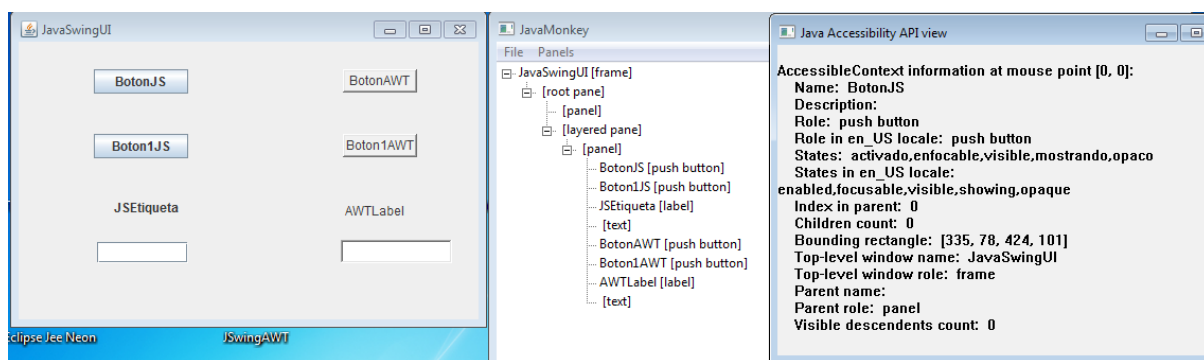 JavaSwingUI
BotonJS
BotonAWT
Boton1JS
Boton1AWT
JSEtiqueta
AWTLabel
Eclipse Jee Neon
JSwingAWT
JavaMonkey
File Panels
JavaSwingUI [frame]
[root pane]
[panel]
[layered pane]
[panel]
BotonJS [push button]
Boton1JS [push button]
JSEtiqueta [label]
[text]
BotonAWT [push button]
Boton1AWT [push button]
AWTLabel [label]
[text]
Java Accessibility API view
AccessibleContext information at mouse point [0, 0]:
Name: BotonJS
Description:
Role: push button
Role in en_US locale: push button
States: activado,enfocable,visible,mostrando,opaco
States in en_US locale:
enabled,focusable,visible,showing,opaque
Index in parent: 0
Children count: 0
Bounding rectangle: [335, 78, 424, 101]
Top-level window name: JavaSwingUI
Top-level window role: frame
Parent name:
Parent role: panel
Visible descendents count: 0